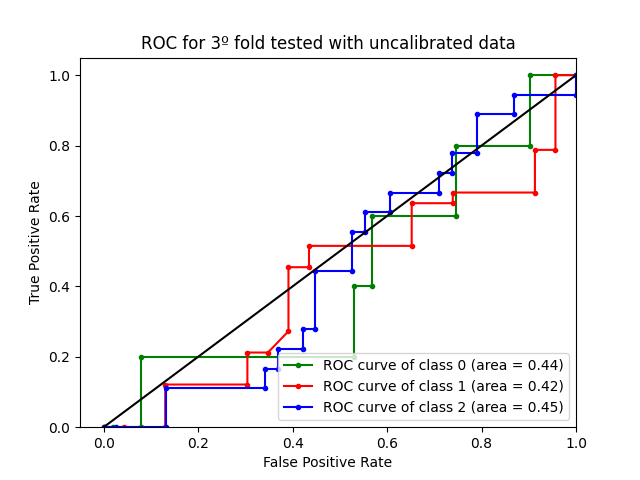 ROC for 3º fold tested with uncalibrated data
True Positive Rate
1.0
0.8
0.6
0.4
0.2
0.0
ROC curve of class 0 (area = 0.44)
ROC curve of class 1 (area = 0.42)
ROC curve of class 2 (area = 0.45)
0.0 0.2 0.4 0.6 0.8 1.0
False Positive Rate